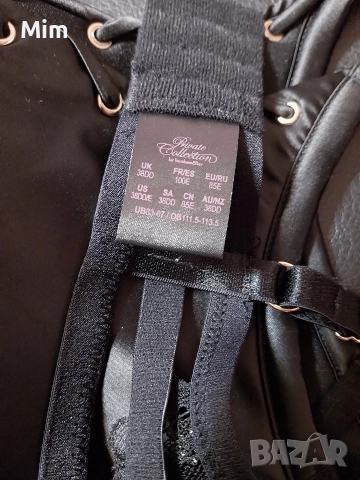 Mim
Private
Collection
by hunkemöller
UK FR/ES EU/RU
38DD 100E 85E
US SA CN AU/NZ
38DD/E 38DD 85E 38DD
UB83-87 / OB111.5-113.5
BAZAR